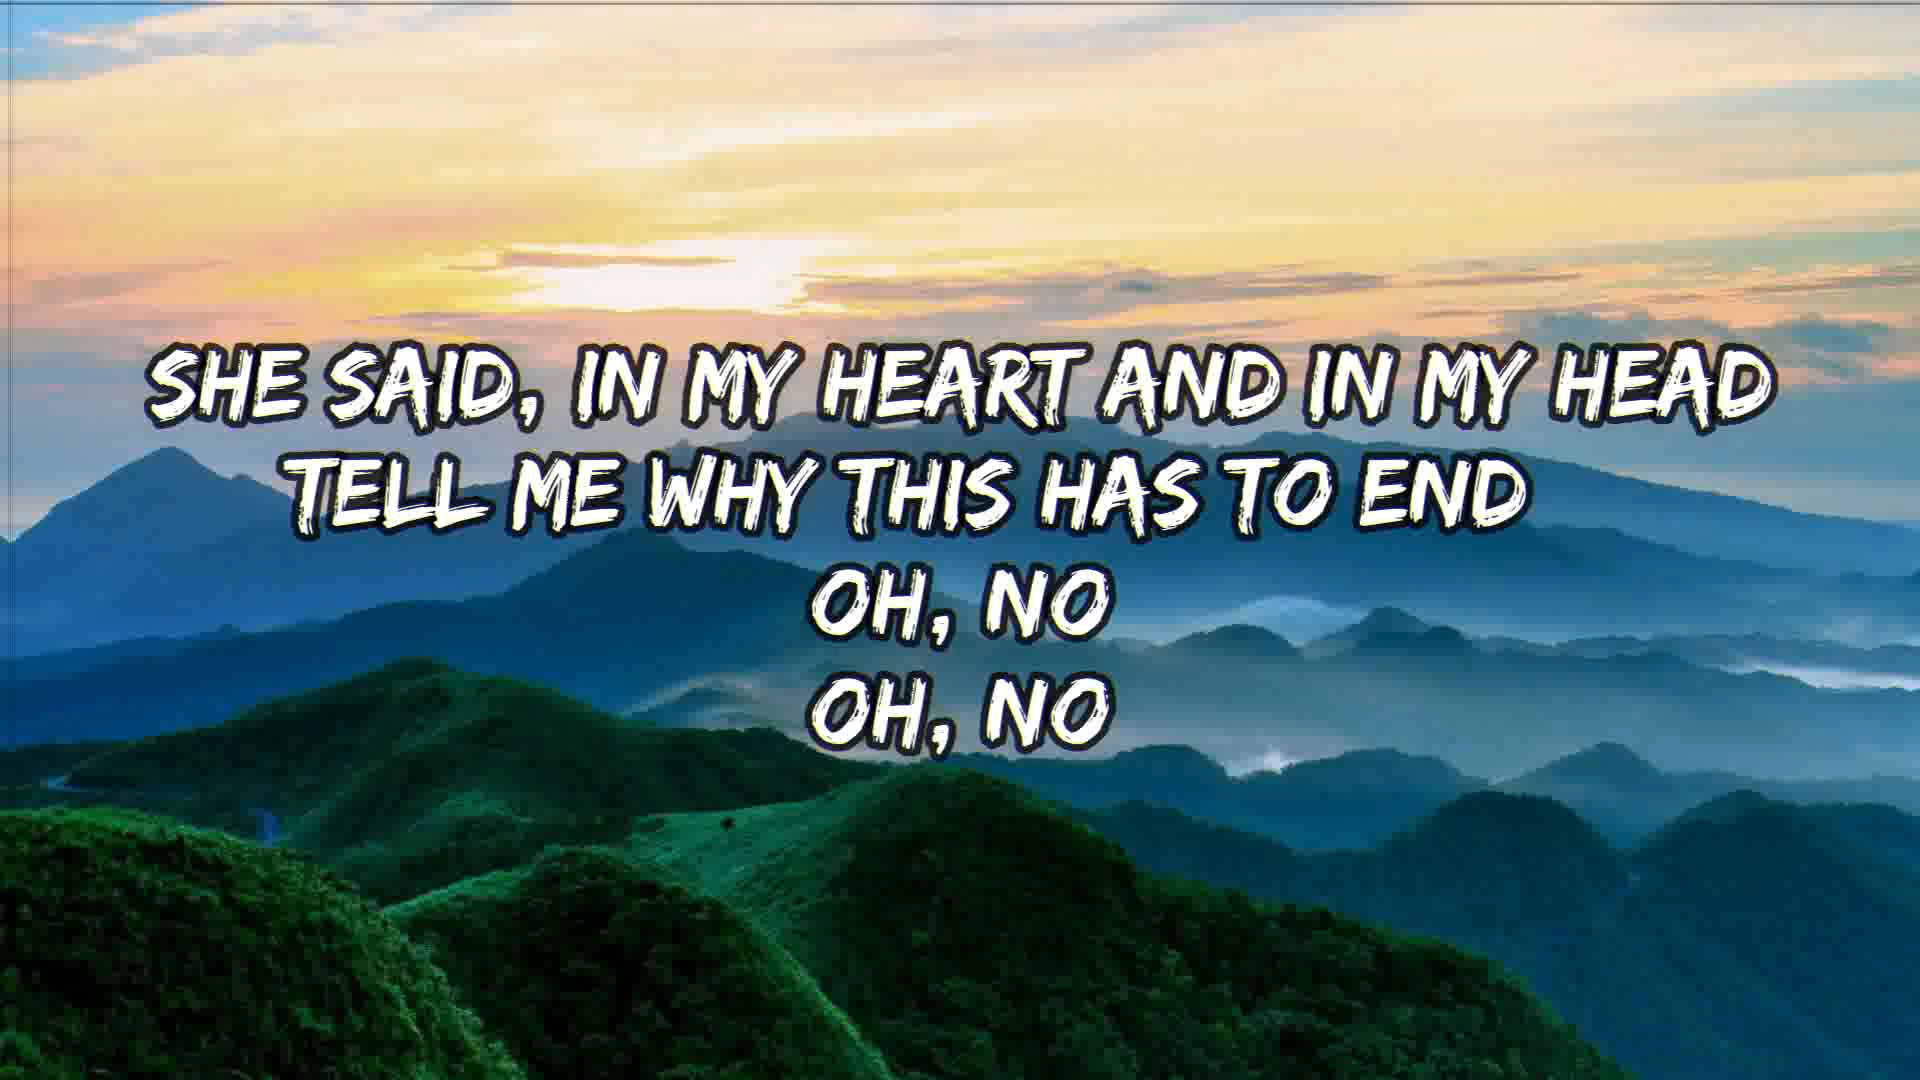 SHE SAID, IN MY HEART AND IN MY HEAD
TELL ME WHY THIS HAS TO END
OH, NO
OH, NO